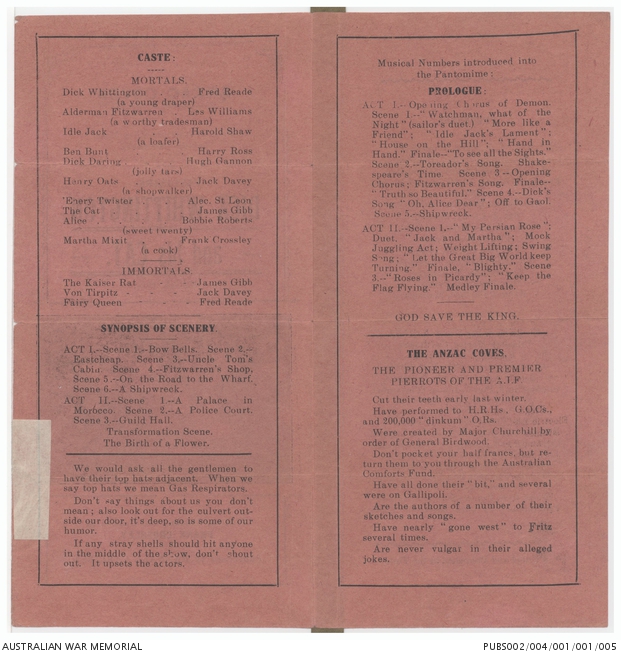 CASTE:
MORTALS.
Dick Whittington . . Fred Reade
(a young draper)
Alderman Fitzwarren . Les Williams
(a worthy tradesman)
Idle Jack . . Harold Shaw
(a loafer)
Ben Bunt . . Harry Ross
Dick Daring . . Hugh Gannon
(jolly tars)
Henry Oats . . Jack Davey
(a shopwalker)
'Enery Twister . Alec. St Leon
The Cat . . James Gibb
Alice . . Bobbie Roberts
(sweet twenty)
Martha Mixit . . Frank Crossley
(a cook)
IMMORTALS.
The Kaiser Rat - - - James Gibb
Von Tirpitz - - - Jack Davey
Fairy Queen - - - Fred Reade
SYNOPSIS OF SCENERY.
ACT I.--Scene 1.--Bow Bells. Scene 2.--
Eastcheap. Scene 3.--Uncle Tom's
Cabin. Scene 4.--Fitzwarren's Shop,
Scene 5.--On the Road to the Wharf.
Scene 6.--A Shipwreck.
ACT II.--Scene 1.--A Palace in
Morocco. Scene 2.--A Police Court.
Scene 3.--Guild Hall.
Transformation Scene.
The Birth of a Flower.
We would ask all the gentlemen to
have their top hats adjacent. When we
say top hats we mean Gas Respirators.
Don't say things about us you don't
mean; also look out for the culvert out-
side our door, it's deep, so is some of our
humor.
If any stray shells should hit anyone
in the middle of the show, don't shout
out. It upsets the actors.
Musical Numbers introduced into
the Pantomime:
PROLOGUE:
ACT I.--Opening Chorus of Demon.
Scene 1.--"Watchman, what of the
Night" (sailor's duet) "More like a
Friend"; "Idle Jack's Lament";
"House on the Hill"; "Hand in
Hand." Finale--"To see all the Sights."
Scene 2.--Toreador's Song. Shake-
speare's Time. Scene 3--Opening
Chorus; Fitzwarren's Song. Finale--
"Truth so Beautiful." Scene 4.--Dick's
Song "Oh, Alice Dear"; Off to Gaol.
Scene 5.--Shipwreck.
ACT II.--Scene 1.--"My Persian Rose";
Duet, "Jack and Martha"; Mock
Juggling Act; Weight Lifting; Swing
Song; "Let the Great Big World keep
Turning." Finale, "Blighty." Scene
3.--"Roses in Picardy"; "Keep the
Flag Flying." Medley Finale.
GOD SAVE THE KING.
THE ANZAC COVES,
THE PIONEER AND PREMIER
PIERROTS OF THE A.I.F.
Cut their teeth early last winter.
Have performed to H.R.Hs., G.O.Cs.,
and 200,000 "dinkum" O.Rs.
Were created by Major Churchill by
order of General Birdwood.
Don't pocket your half francs, but re-
turn them to you through the Australian
Comforts Fund.
Have all done their "bit," and several
were on Gallipoli.
Are the authors of a number of their
sketches and songs.
Have nearly "gone west" to Fritz
several times.
Are never vulgar in their alleged
jokes.
AUSTRALIAN WAR MEMORIAL
PUBS002/004/001/001/005